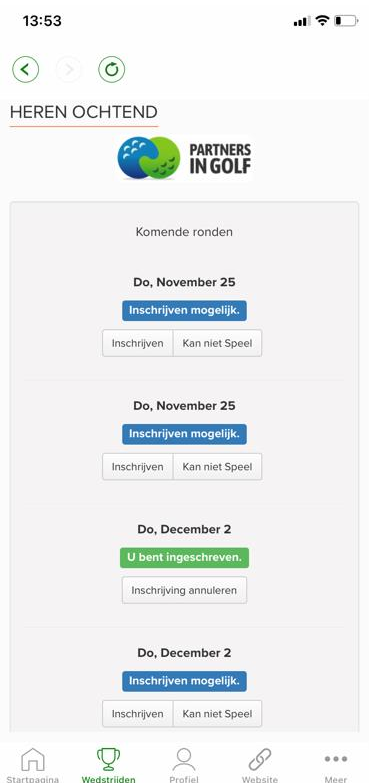 13:53
HEREN OCHTEND
PARTNERS
IN GOLF
Komende ronden
Do, November 25
Inschrijven mogelijk.
Inschrijven Kan niet Speel
Do, November 25
Inschrijven mogelijk.
Inschrijven Kan niet Speel
Do, December 2
U bent ingeschreven.
Inschrijving annuleren
Do, December 2
Inschrijven mogelijk.
Inschrijven Kan niet Speel
Startpagina Wedstrijden Profiel Website Meer